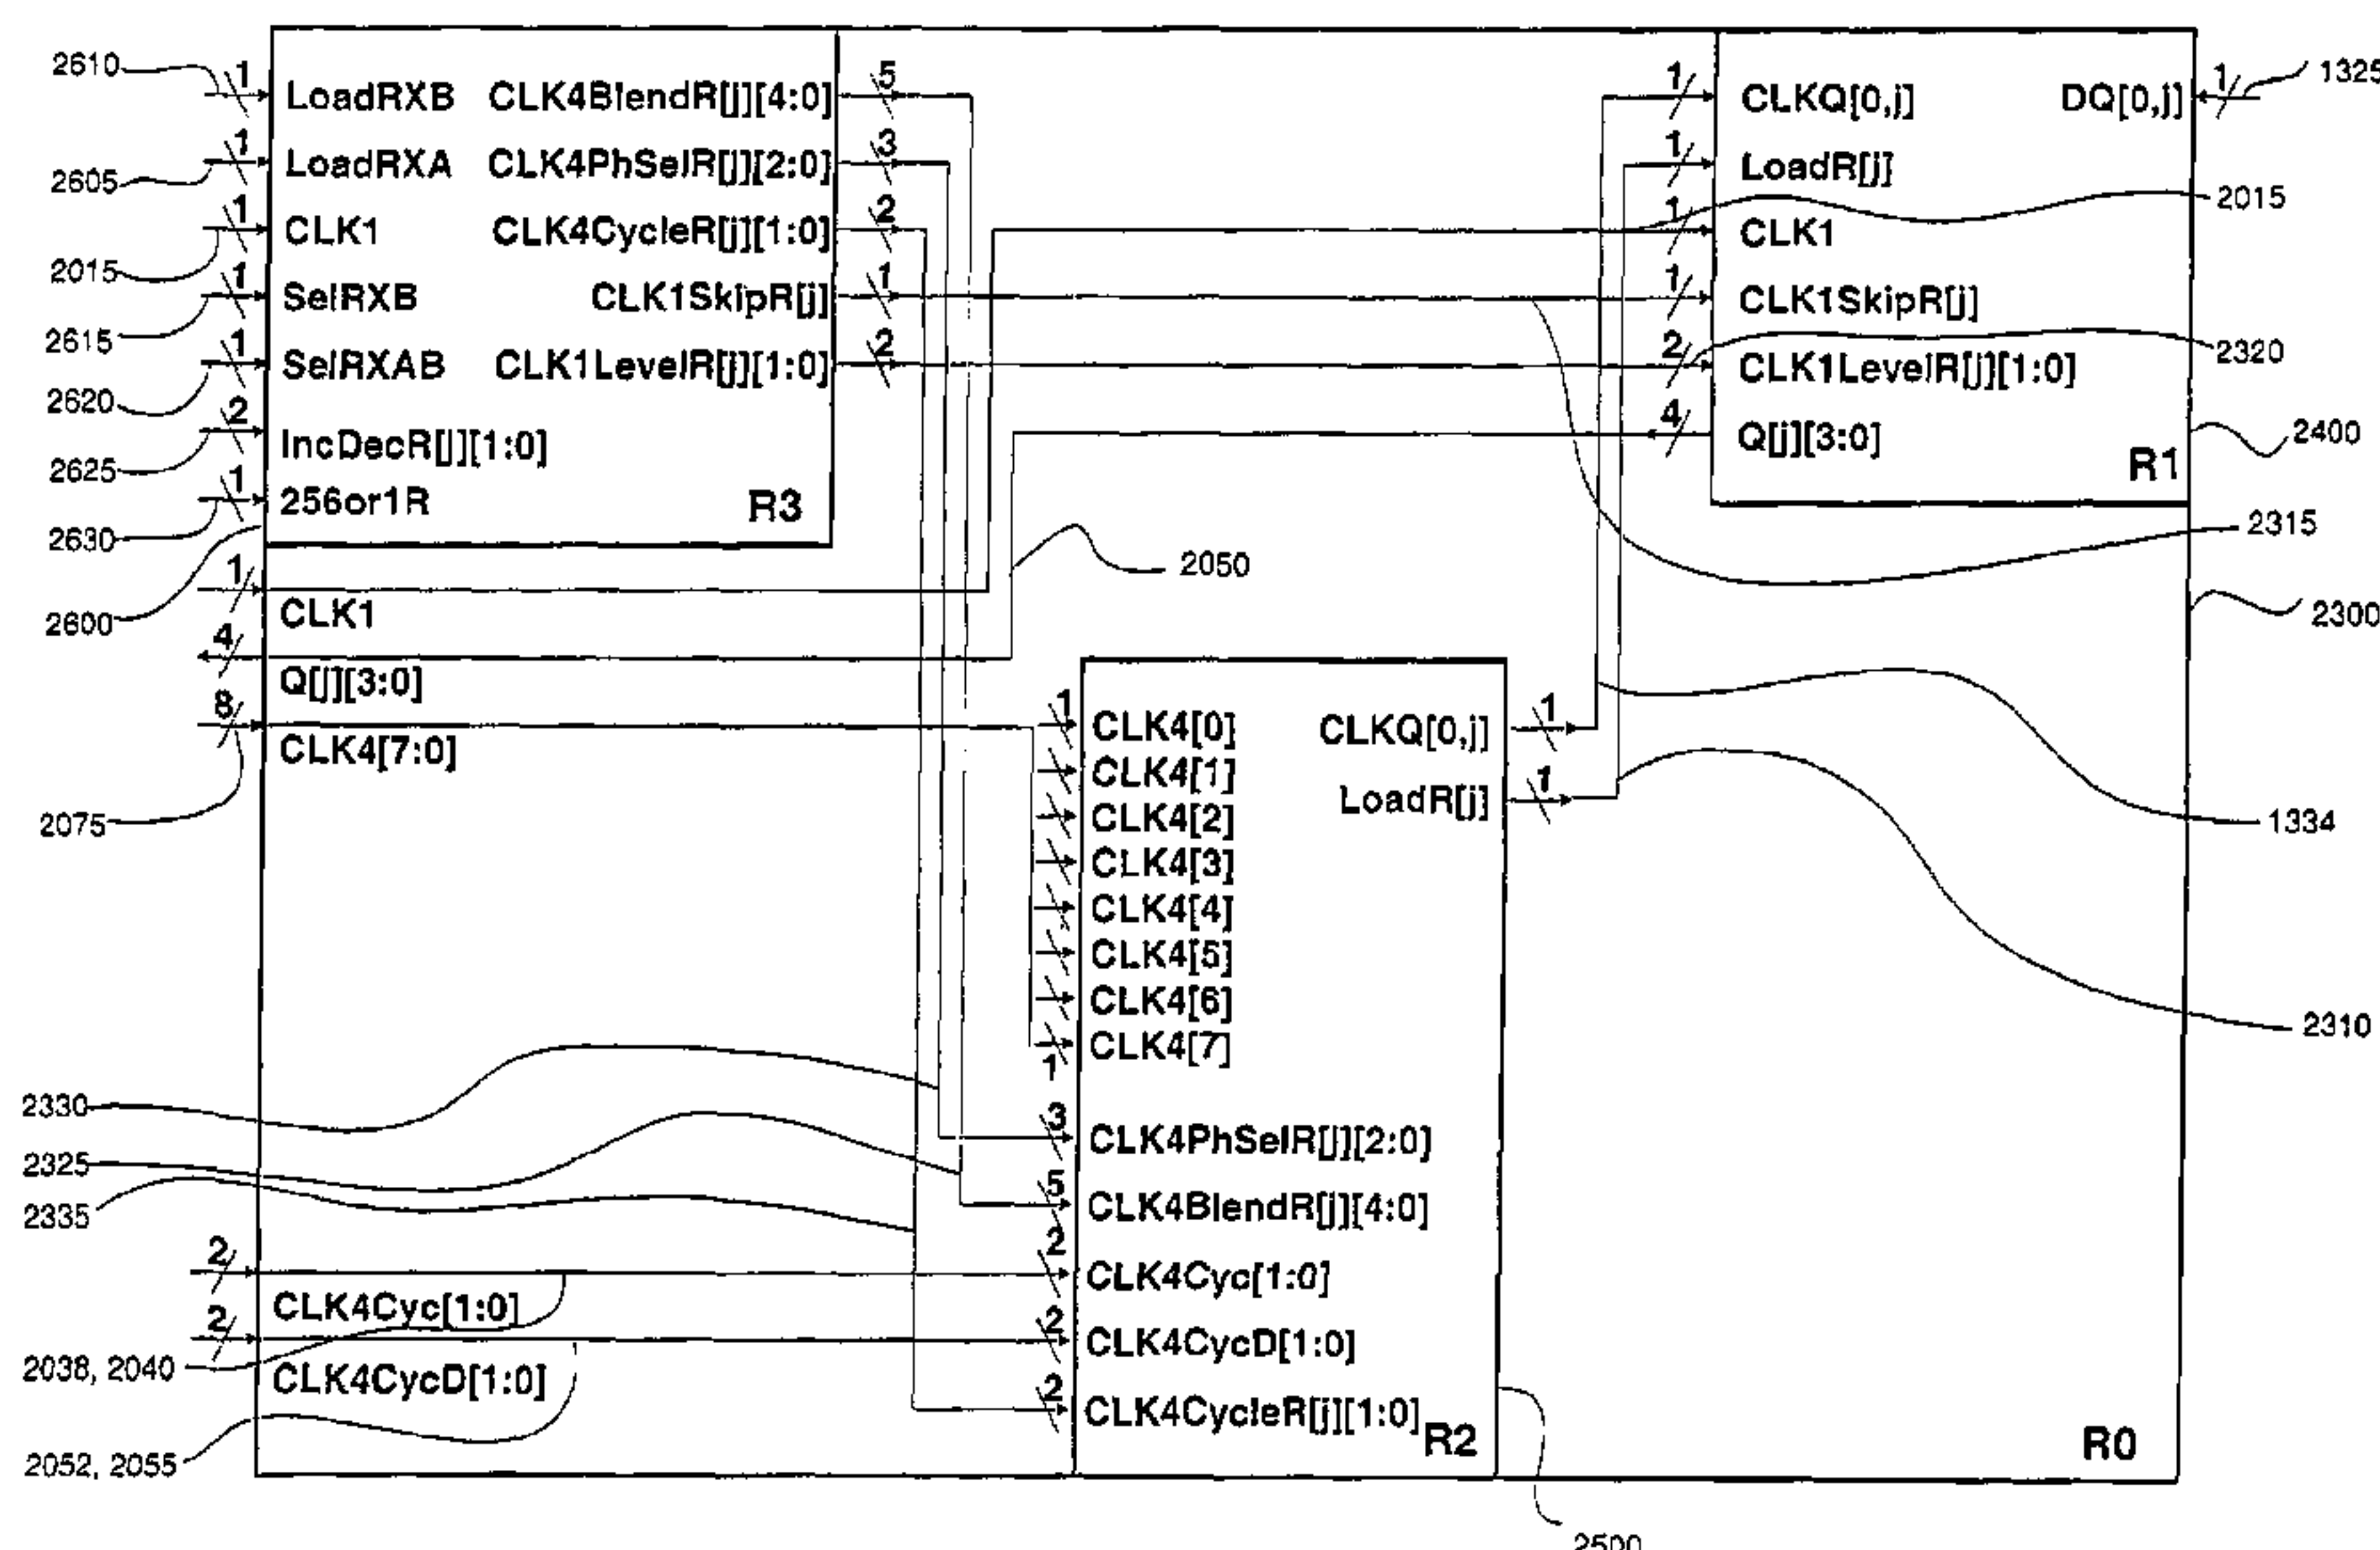 2610
1
LoadRXB CLK4BlendR[j][4:0]
5
2605
1
LoadRXA CLK4PhSelR[j][2:0]
3
2015
1
CLK1 CLK4CycleR[j][1:0]
2
2615
1
SelRXB CLK1SkipR[j]
1
2620
1
SelRXAB CLK1LevelR[j][1:0]
2
2625
2
IncDecR[j][1:0]
2630
1
256or1R
R3
2600
1
CLKQ[0,j] DQ[0,j]
1
1325
1
LoadR[j]
2015
1
CLK1
1
CLK1SkipR[j]
2320
2
CLK1LevelR[j][1:0]
4
Q[j][3:0]
R1
2400
2315
2050
2300
1
CLK1
4
Q[j][3:0]
8
CLK4[7:0]
2075
1
CLK4[0] CLKQ[0,j]
1
CLK4[1]
CLK4[2] LoadR[j]
1
CLK4[3]
CLK4[4]
CLK4[5]
CLK4[6]
CLK4[7]
1
1334
2310
2330
2325
2335
3
CLK4PhSelR[j][2:0]
5
CLK4BlendR[j][4:0]
2
CLK4Cyc[1:0]
2
CLK4CycD[1:0]
2
CLK4CycleR[j][1:0]
R2
2
CLK4Cyc[1:0]
2
CLK4CycD[1:0]
2038, 2040
2052, 2055
R0
2500